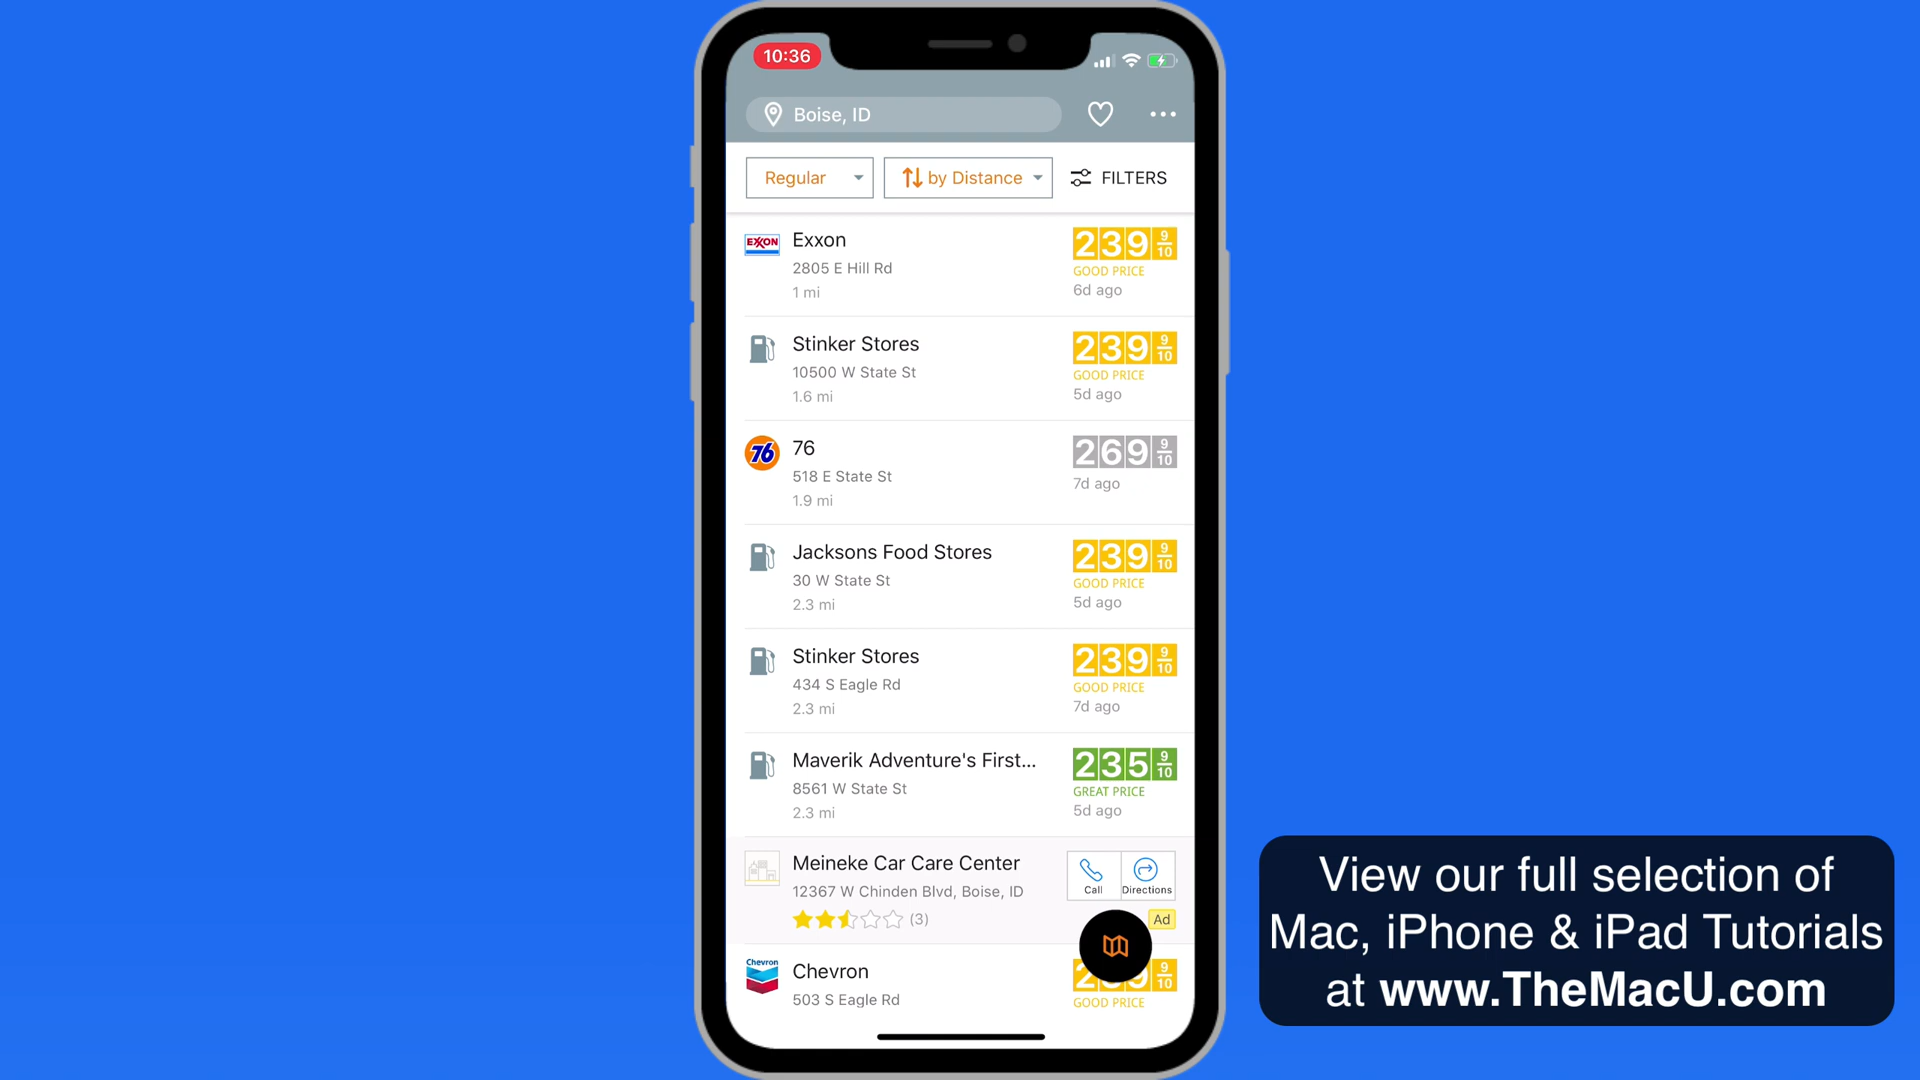 10:36
Boise, ID
Regular
by Distance
FILTERS
EXXON
Exxon
2805 E Hill Rd
1 mi
239 9/10
GOOD PRICE
6d ago
Stinker Stores
10500 W State St
1.6 mi
239 9/10
GOOD PRICE
5d ago
76
76
518 E State St
1.9 mi
269 9/10
7d ago
Jacksons Food Stores
30 W State St
2.3 mi
239 9/10
GOOD PRICE
5d ago
Stinker Stores
434 S Eagle Rd
2.3 mi
239 9/10
GOOD PRICE
7d ago
Maverik Adventure's First...
8561 W State St
2.3 mi
235 9/10
GREAT PRICE
5d ago
Meineke Car Care Center
12367 W Chinden Blvd, Boise, ID
(3)
Call
Directions
Ad
Chevron
Chevron
503 S Eagle Rd
9/10
GOOD PRICE
View our full selection of
Mac, iPhone & iPad Tutorials
at www.TheMacU.com